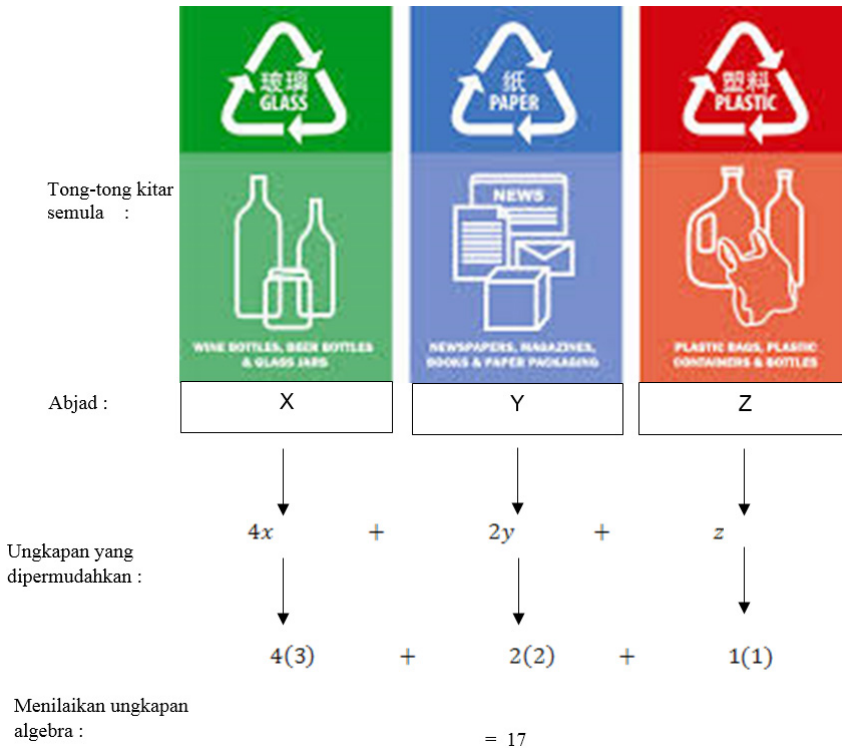 玻璃
GLASS
纸
PAPER
塑料
PLASTIC
Tong-tong kitar
semula :
NEWS
WINE BOTTLES, BEER BOTTLES
& GLASS JARS
NEWSPAPERS, MAGAZINES,
BOOKS & PAPER PACKAGING
PLASTIC BAGS, PLASTIC
CONTAINERS & BOTTLES
Abjad :
X
Y
Z
4x + 2y + z
Ungkapan yang
dipermudahkan :
4(3) + 2(2) + 1(1)
Menilaikan ungkapan
algebra :
= 17